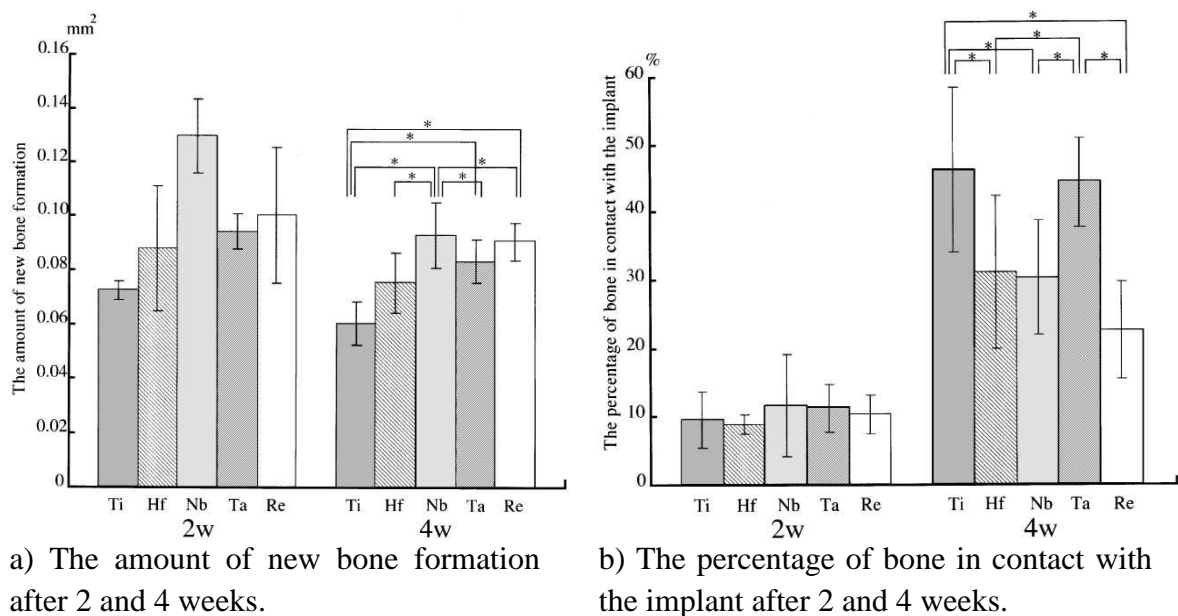 mm²
0.16
0.14
0.12
0.10
0.08
0.06
0.04
0.02
0
The amount of new bone formation
* * * * * *
Ti Hf Nb Ta Re Ti Hf Nb Ta Re
2w 4w
a) The amount of new bone formation
after 2 and 4 weeks.
%
60
50
40
30
20
10
0
The percentage of bone in contact with the implant
* * * * * *
Ti Hf Nb Ta Re Ti Hf Nb Ta Re
2w 4w
b) The percentage of bone in contact with
the implant after 2 and 4 weeks.